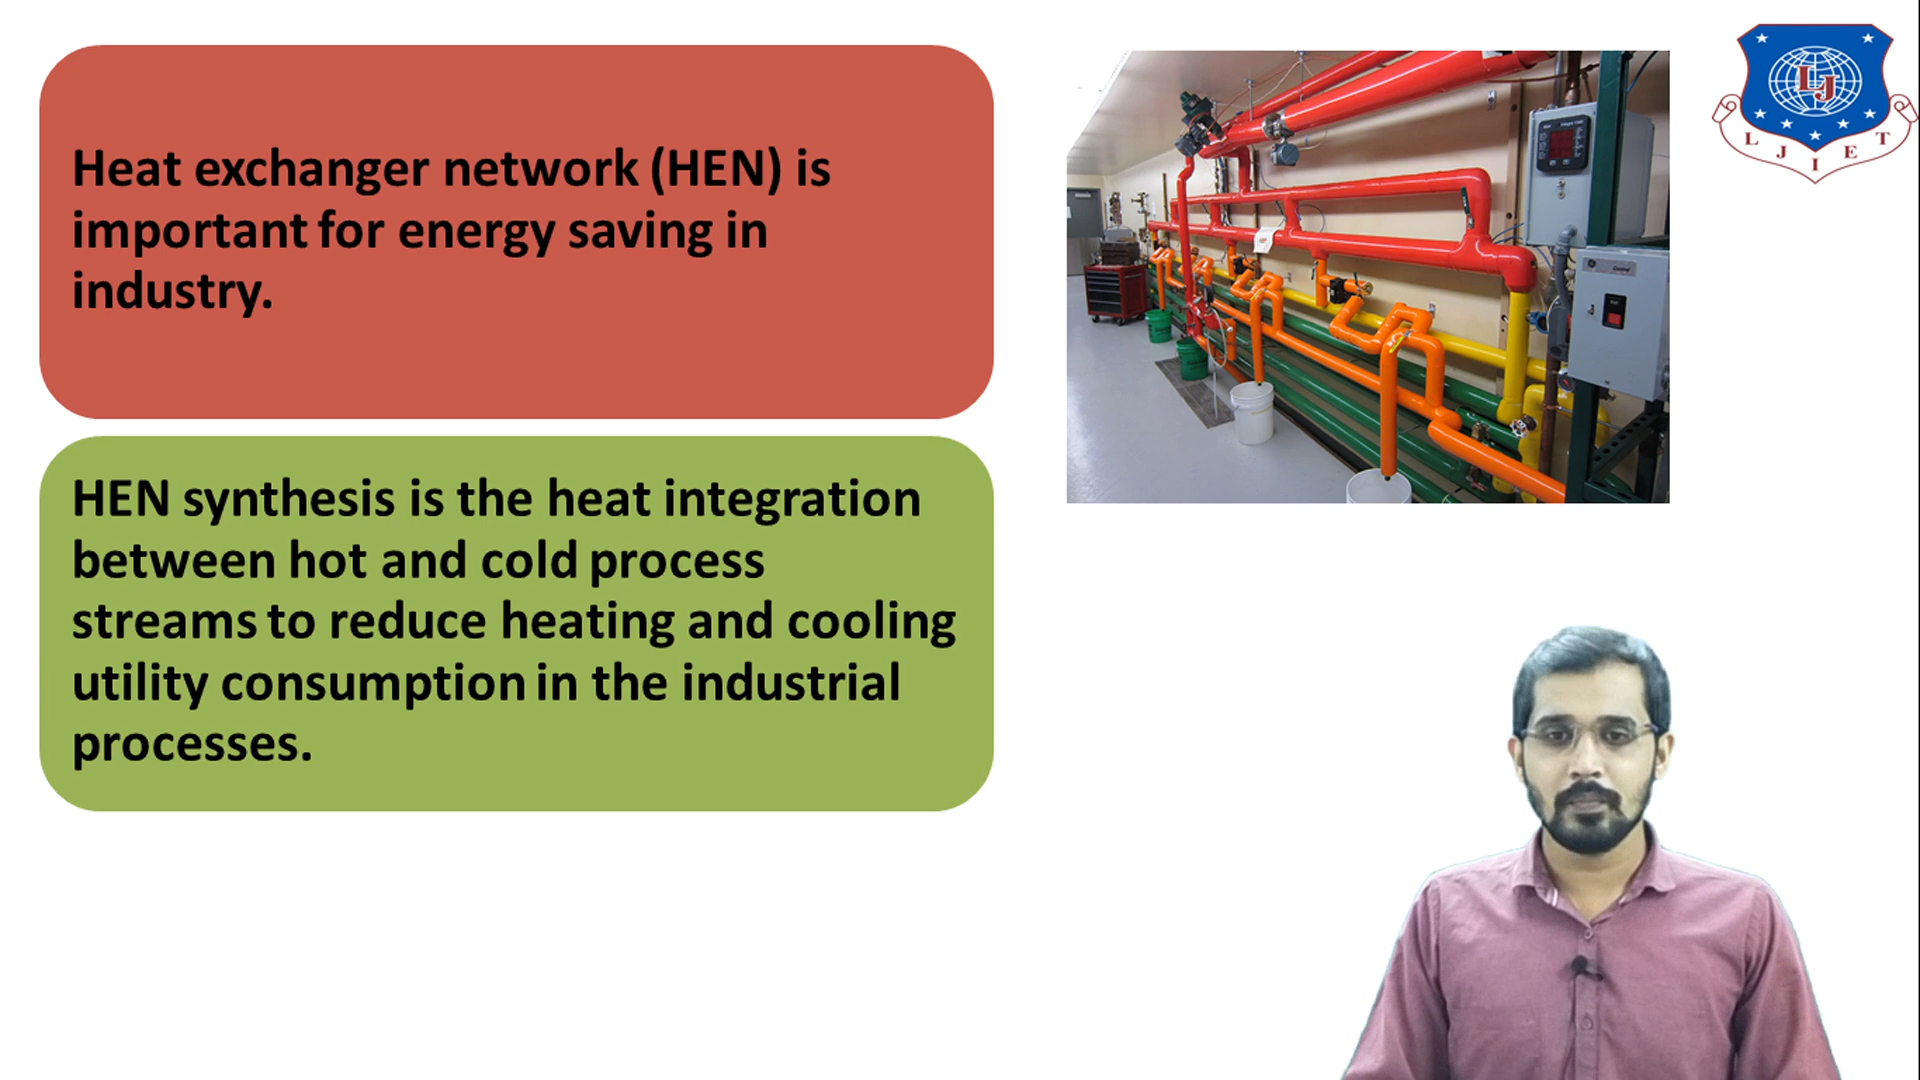 Heat exchanger network (HEN) is
important for energy saving in
industry.
HEN synthesis is the heat integration
between hot and cold process
streams to reduce heating and cooling
utility consumption in the industrial
processes.
LJ
L J I E T